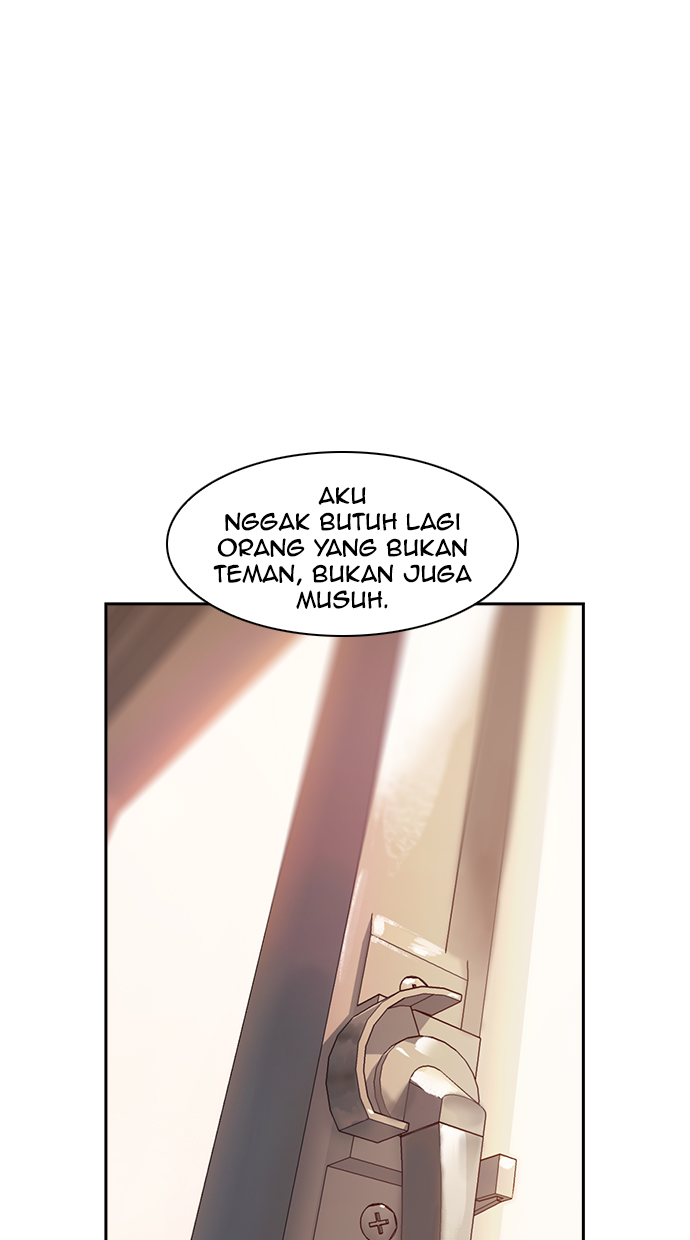 AKU
NGGAK BUTUH LAGI
ORANG YANG BUKAN
TEMAN, BUKAN JUGA
MUSUH.